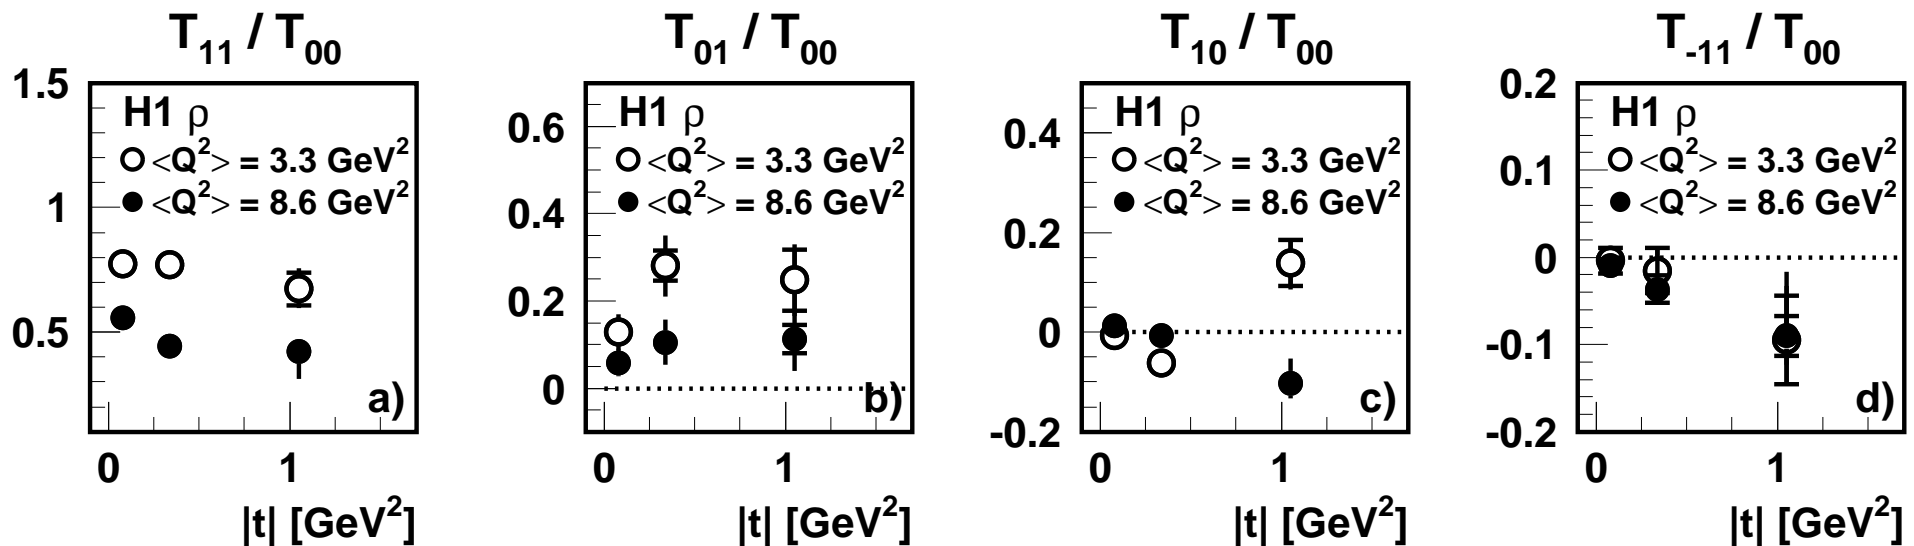 T11 / T00
1.5
1
0.5
H1 ρ
<Q2> = 3.3 GeV2
<Q2> = 8.6 GeV2
a)
0 1
|t| [GeV2]
T01 / T00
0.6
0.4
0.2
0
H1 ρ
<Q2> = 3.3 GeV2
<Q2> = 8.6 GeV2
b)
0 1
|t| [GeV2]
T10 / T00
0.4
0.2
0
-0.2
H1 ρ
<Q2> = 3.3 GeV2
<Q2> = 8.6 GeV2
c)
0 1
|t| [GeV2]
T-11 / T00
0.2
0.1
0
-0.1
-0.2
H1 ρ
<Q2> = 3.3 GeV2
<Q2> = 8.6 GeV2
d)
0 1
|t| [GeV2]